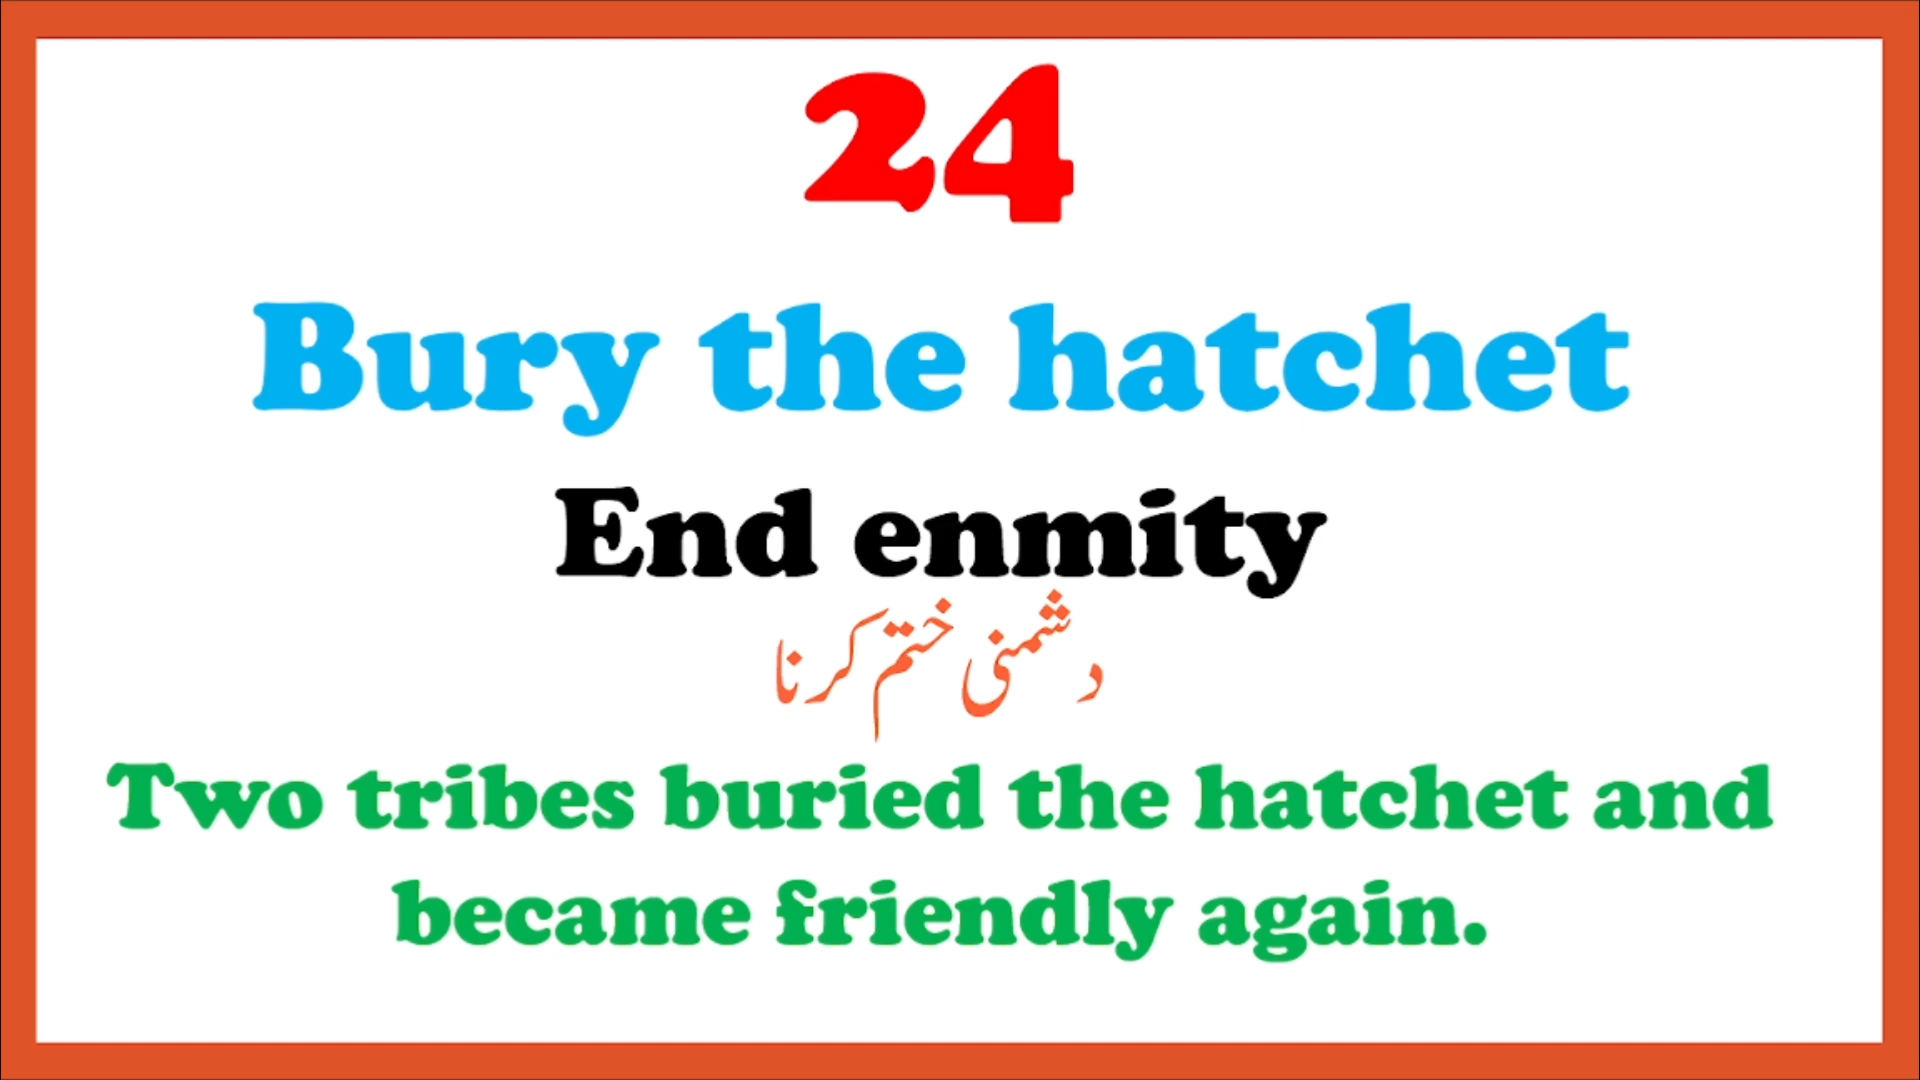 24
Bury the hatchet
End enmity
دشمنی ختم کرنا
Two tribes buried the hatchet and
became friendly again.